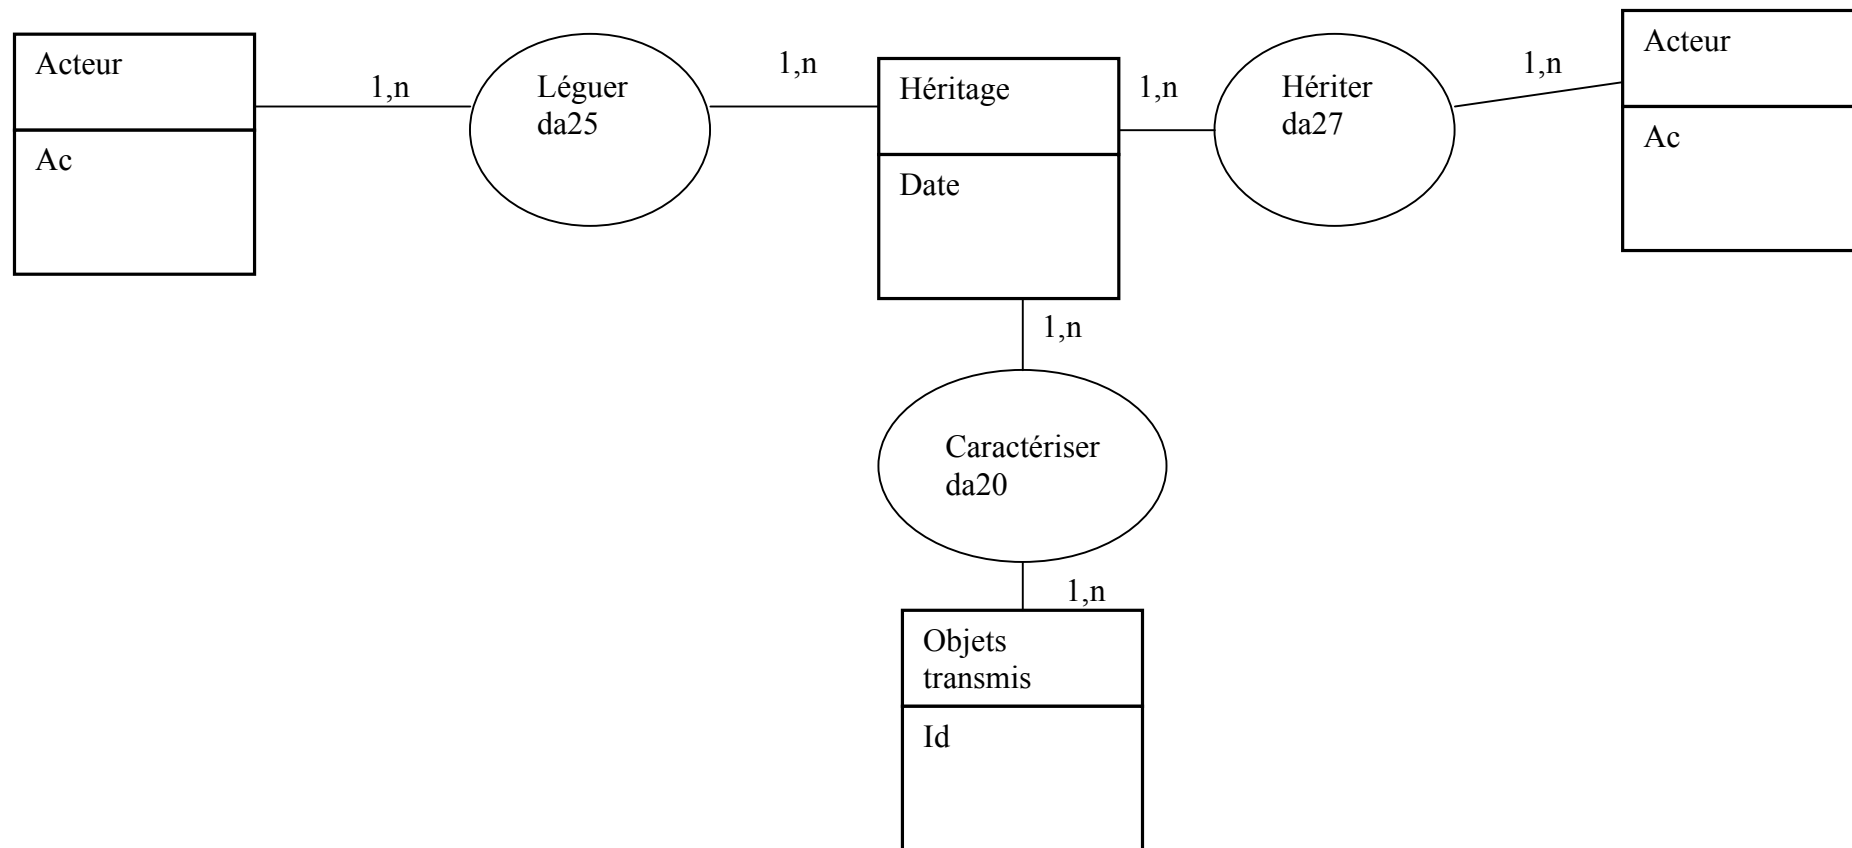 Acteur
Ac
1,n
Léguer
da25
1,n
Héritage
Date
1,n
Hériter
da27
1,n
Acteur
Ac
1,n
Caractériser
da20
1,n
Objets
transmis
Id